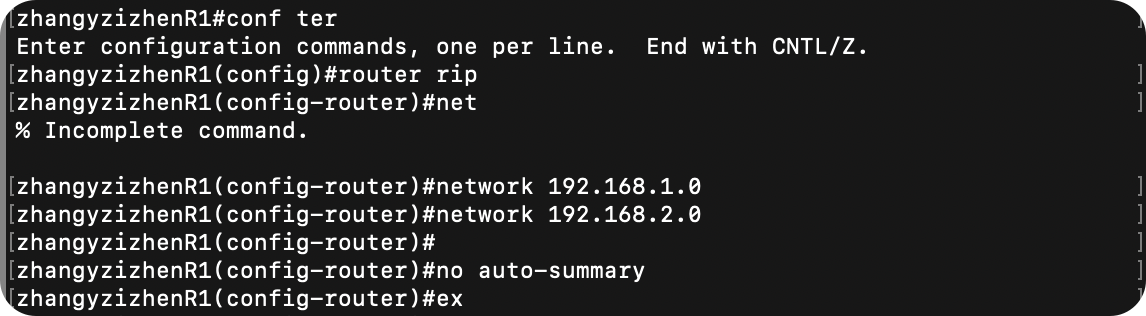 [zhangyzizhenR1#conf ter ]
Enter configuration commands, one per line.  End with CNTL/Z.
[zhangyzizhenR1(config)#router rip ]
[zhangyzizhenR1(config-router)#net ]
% Incomplete command.

[zhangyzizhenR1(config-router)#network 192.168.1.0 ]
[zhangyzizhenR1(config-router)#network 192.168.2.0 ]
[zhangyzizhenR1(config-router)# ]
[zhangyzizhenR1(config-router)#no auto-summary ]
[zhangyzizhenR1(config-router)#ex ]